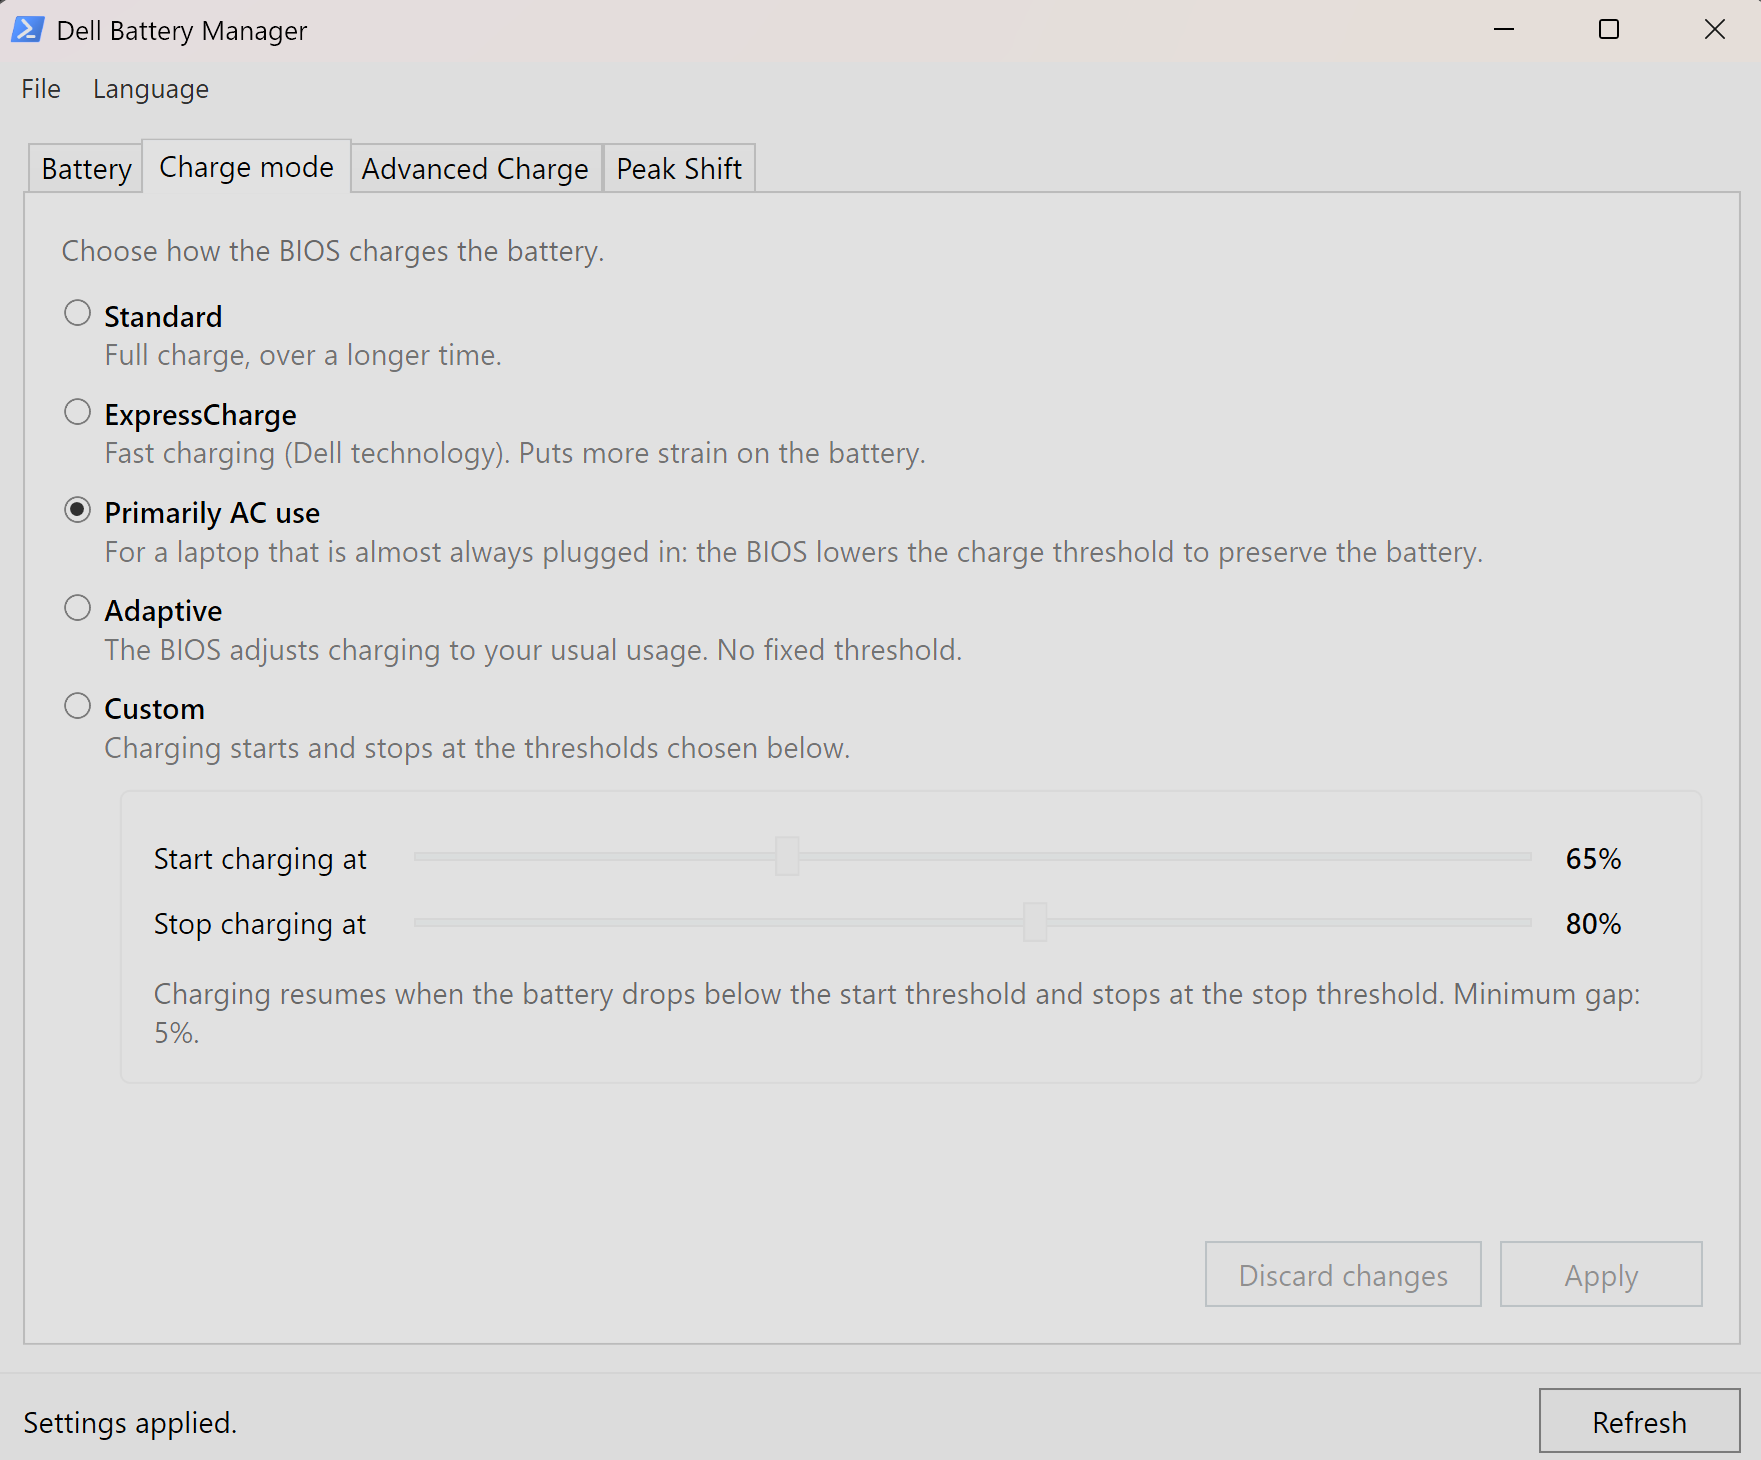 Dell Battery Manager
File Language
Battery Charge mode Advanced Charge Peak Shift
Choose how the BIOS charges the battery.
Standard
Full charge, over a longer time.
ExpressCharge
Fast charging (Dell technology). Puts more strain on the battery.
Primarily AC use
For a laptop that is almost always plugged in: the BIOS lowers the charge threshold to preserve the battery.
Adaptive
The BIOS adjusts charging to your usual usage. No fixed threshold.
Custom
Charging starts and stops at the thresholds chosen below.
Start charging at 65%
Stop charging at 80%
Charging resumes when the battery drops below the start threshold and stops at the stop threshold. Minimum gap:
5%.
Discard changes Apply
Settings applied. Refresh